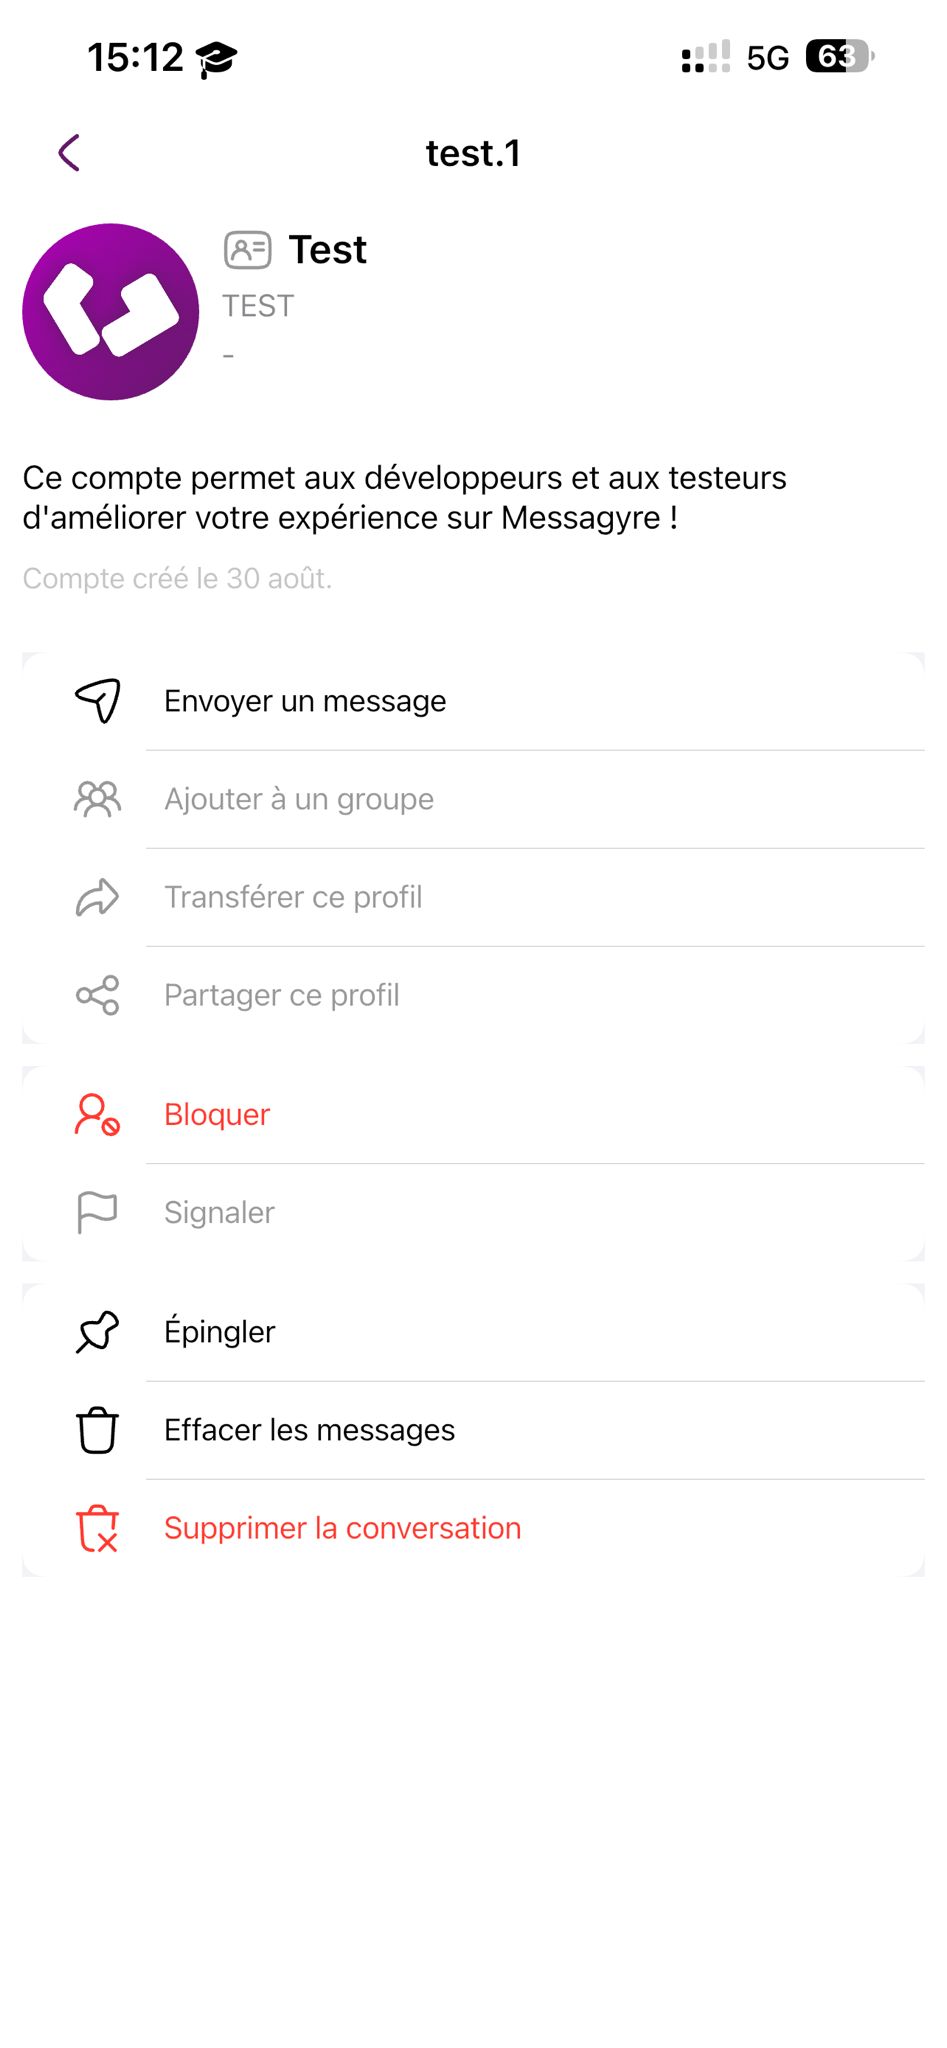 15:12
5G
63
test.1
Test
TEST
-
Ce compte permet aux développeurs et aux testeurs
d'améliorer votre expérience sur Messagyre !
Compte créé le 30 août.
Envoyer un message
Ajouter à un groupe
Transférer ce profil
Partager ce profil
Bloquer
Signaler
Épingler
Effacer les messages
Supprimer la conversation